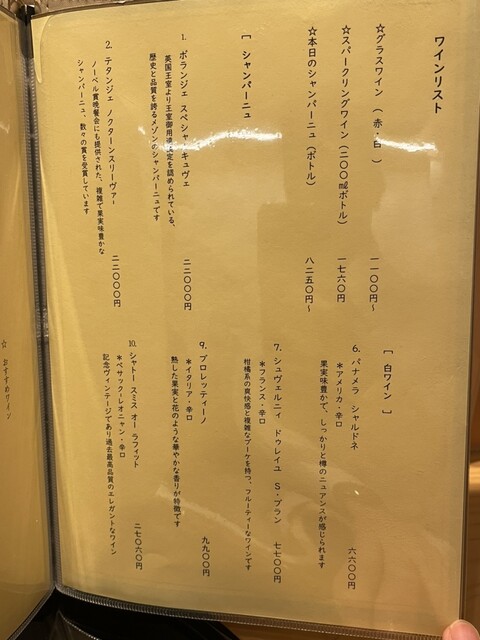 ワインリスト
☆グラスワイン（ 赤・白 ） 一一〇〇円〜
☆スパークリングワイン（二〇〇㎖ボトル） 一七六〇円
☆本日のシャンパーニュ（ボトル） 八二五〇円〜
[ シャンパーニュ
1. ボランジェ スペシャルキュヴェ 二二〇〇〇円
英国王室より王室御用達認定を認められている、
歴史と品質を誇るメゾンのシャンパーニュです
2. テタンジェ ノクターンスリーヴァー 二二〇〇〇円
ノーベル賞晩餐会にも提供された、複雑で果実味豊かな
シャンパーニュ、数々の賞を受賞しています
[ 白ワイン ]
6. パナメラ シャルドネ 六六〇〇円
＊アメリカ・辛口
果実味豊かで、しっかりと樽のニュアンスが感じられます
7. シュヴェルニイ ドゥレイユ S・ブラン 七七〇〇円
＊フランス・辛口
柑橘系の爽快感と複雑なブーケを持つ、フルーティーなワインです
9. ブロレッティーノ 九九〇〇円
＊イタリア・辛口
熟した果実と花のような華やかな香りが特徴です
10. シャトー スミス オー ラフィット 二七〇六〇円
＊ペサック・レオニャン・辛口
記念ヴィンテージであり過去最高品質のエレガントなワイン
☆ おすすめワイン